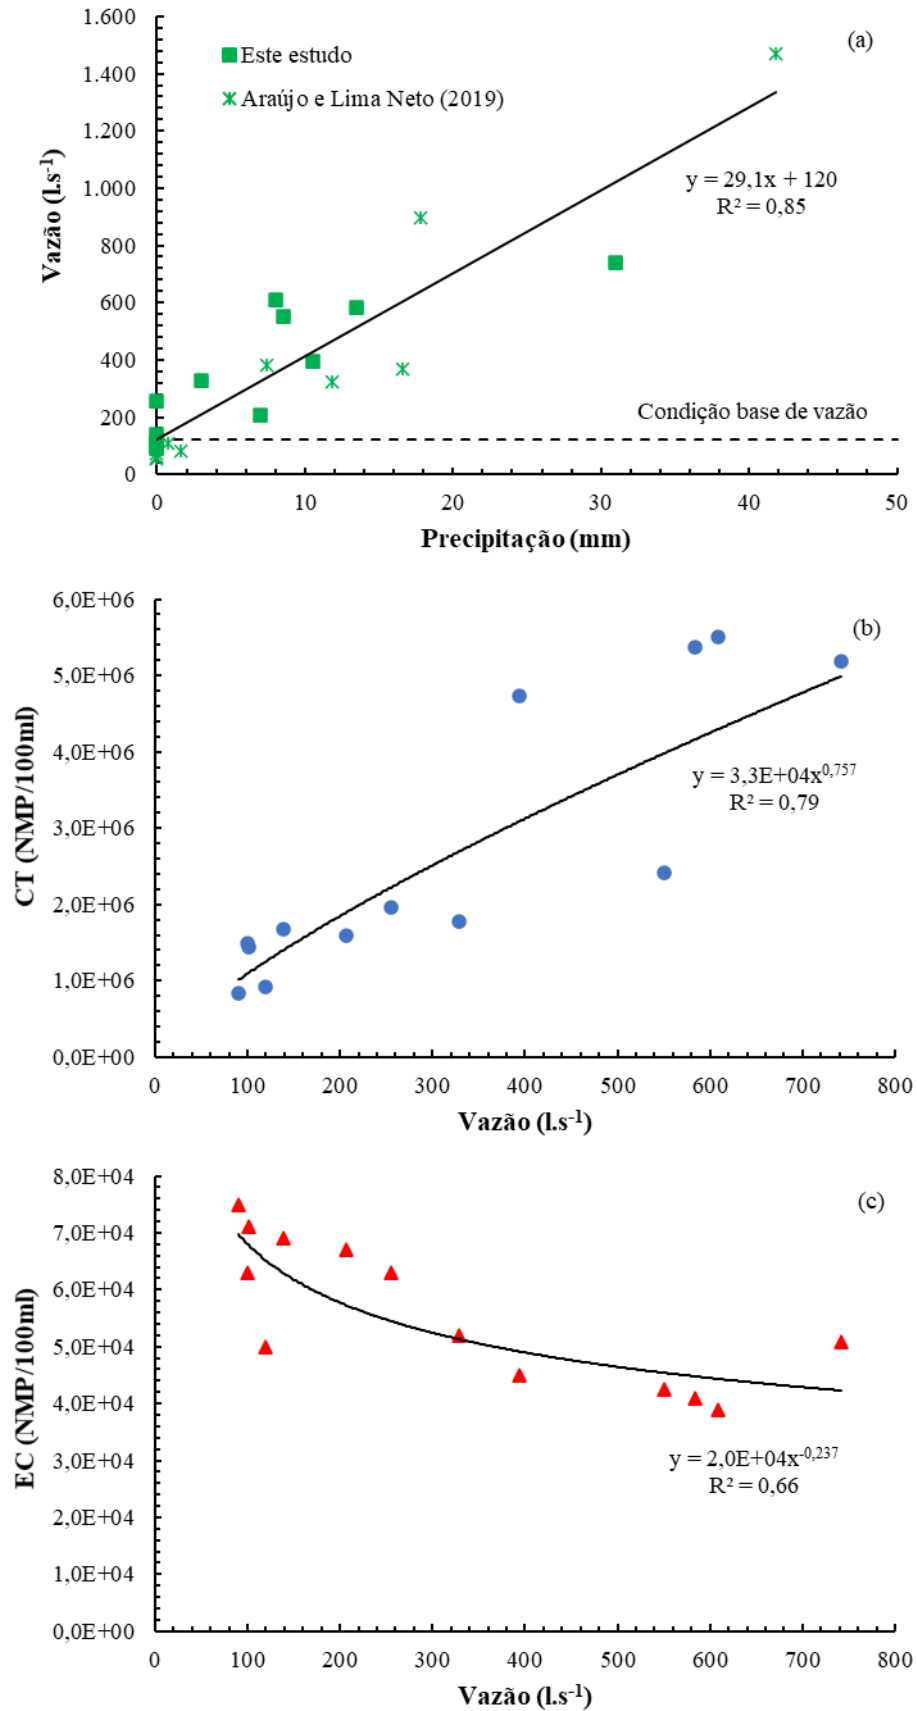 1.600
1.400
1.200
1.000
800
600
400
200
0
Vazão (l.s⁻¹)
(a)
Este estudo
Araújo e Lima Neto (2019)
y = 29,1x + 120
R² = 0,85
Condição base de vazão
0 10 20 30 40 50
Precipitação (mm)
6,0E+06
5,0E+06
4,0E+06
3,0E+06
2,0E+06
1,0E+06
0,0E+00
CT (NMP/100ml)
(b)
y = 3,3E+04x⁰,⁷⁵⁷
R² = 0,79
0 100 200 300 400 500 600 700 800
Vazão (l.s⁻¹)
8,0E+04
7,0E+04
6,0E+04
5,0E+04
4,0E+04
3,0E+04
2,0E+04
1,0E+04
0,0E+00
EC (NMP/100ml)
(c)
y = 2,0E+04x⁻⁰,²³⁷
R² = 0,66
0 100 200 300 400 500 600 700 800
Vazão (l.s⁻¹)